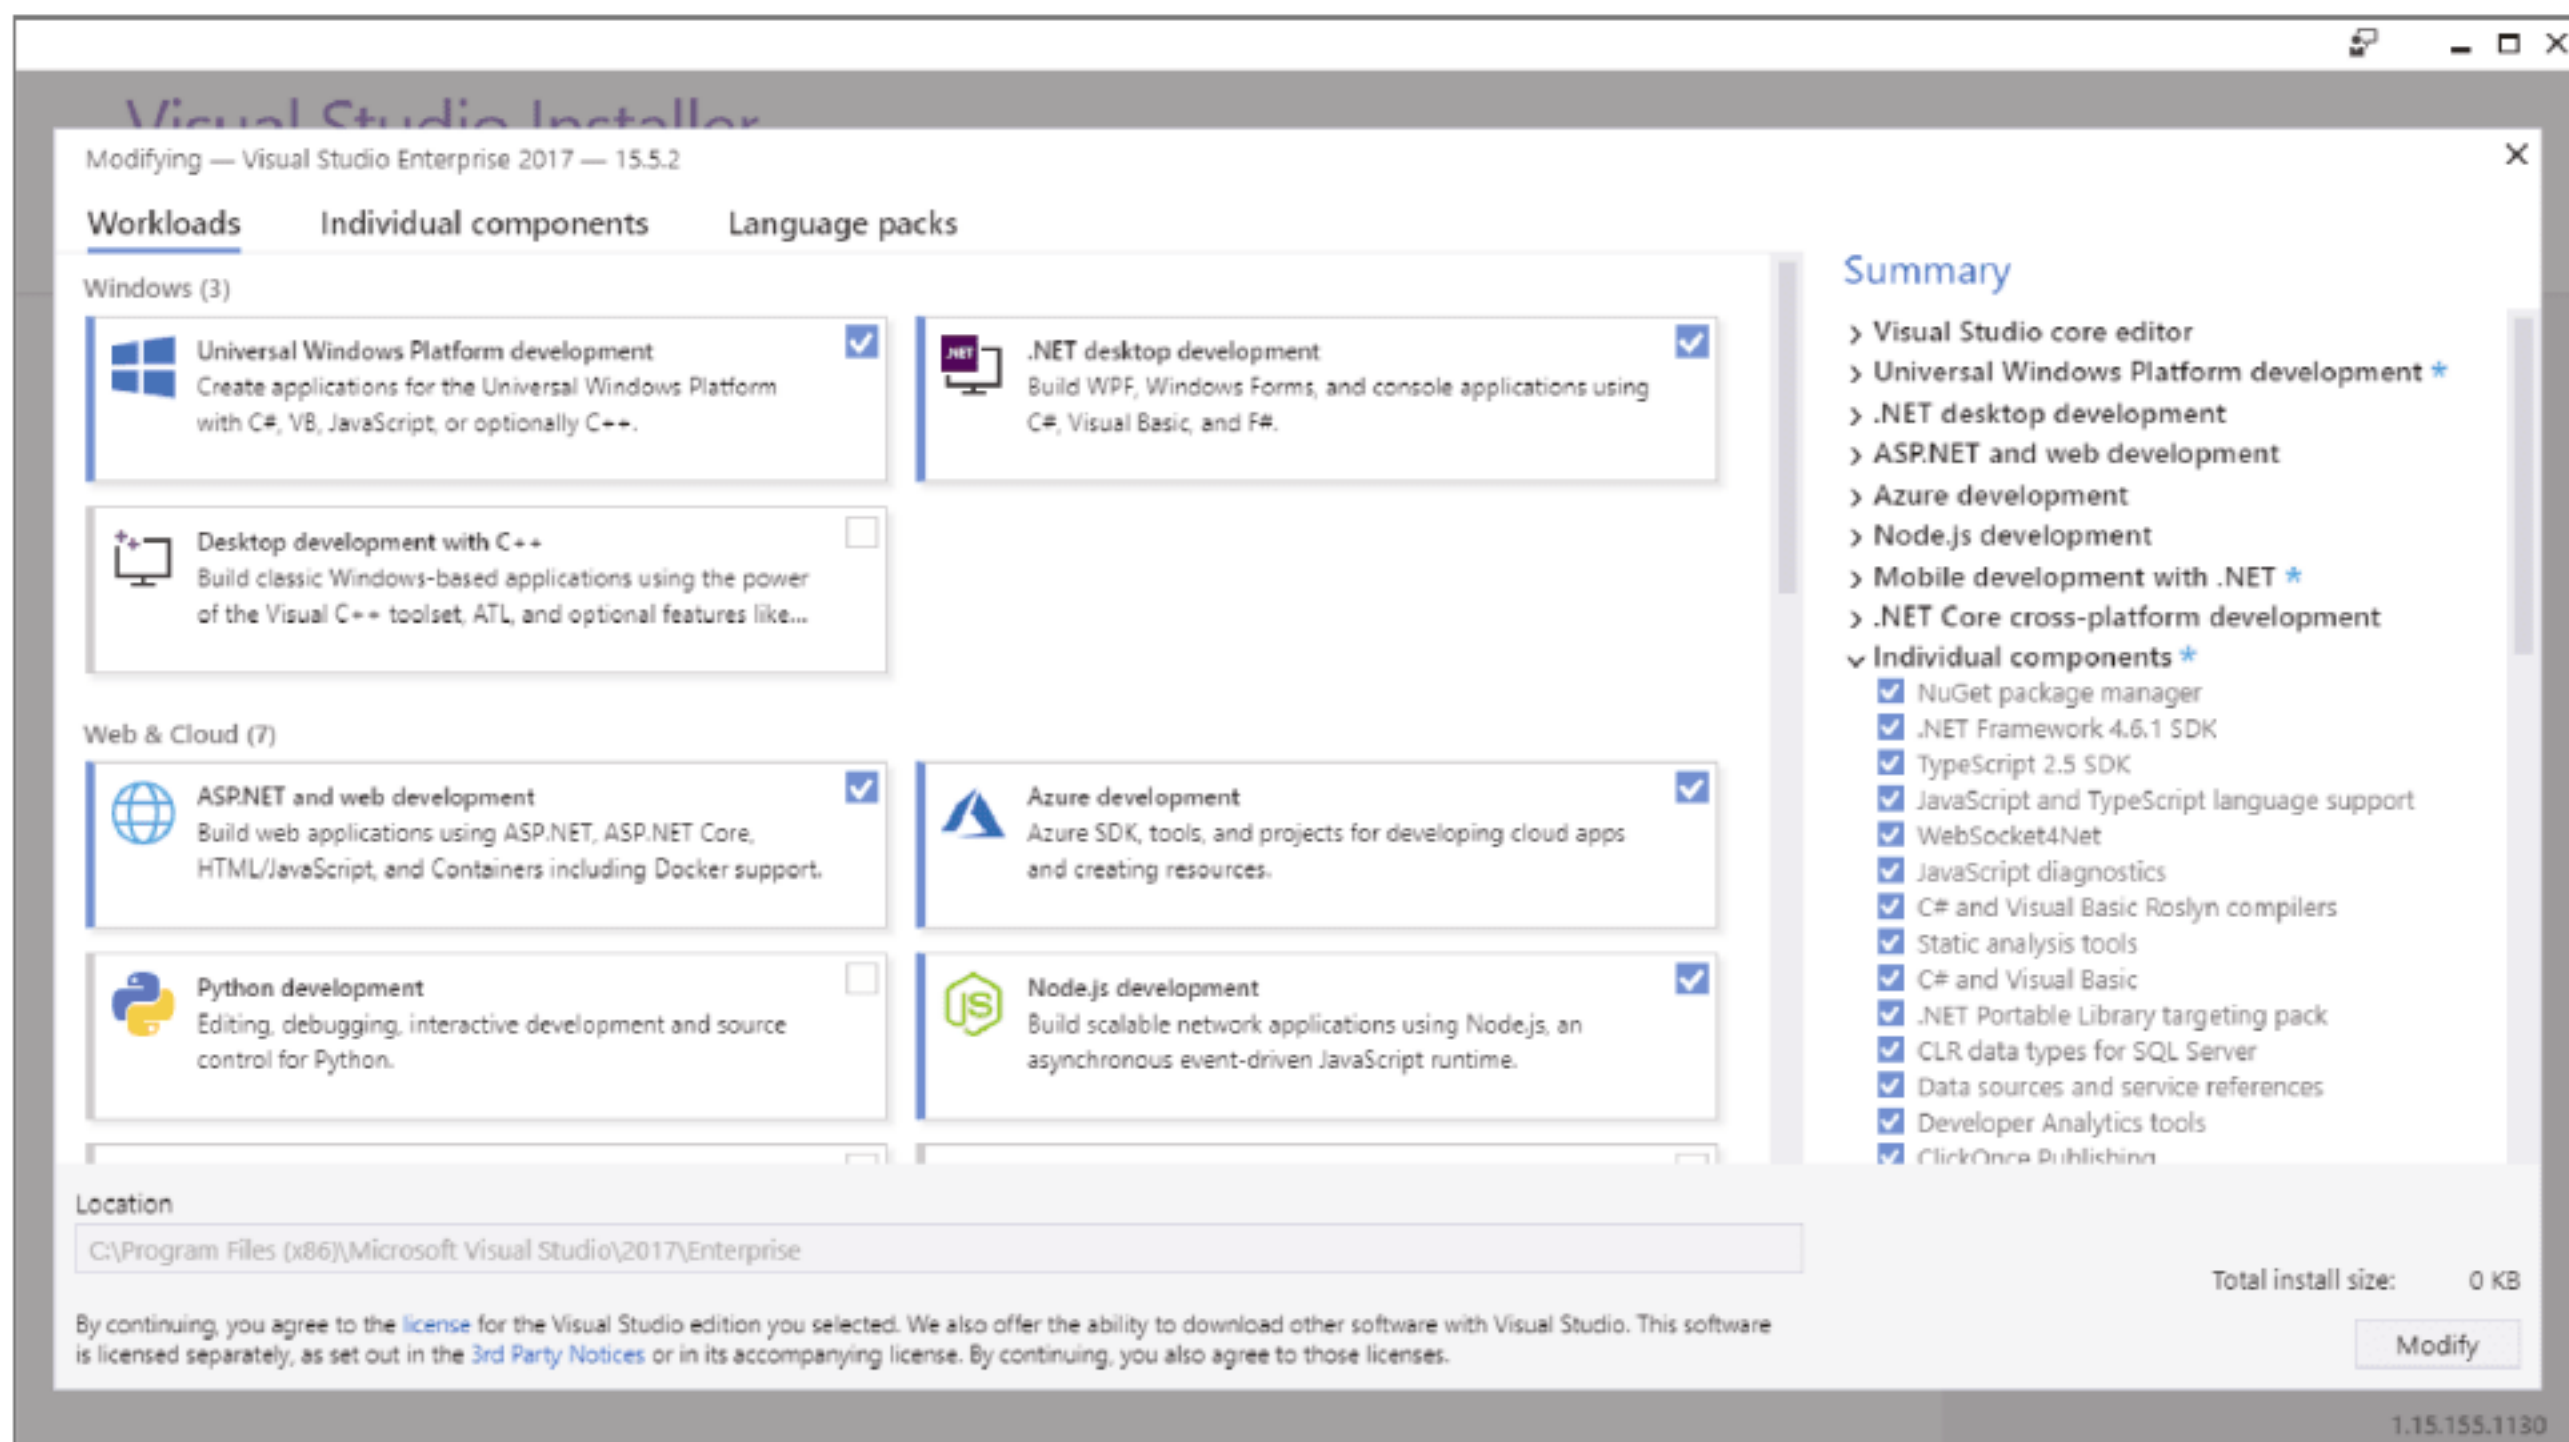 Visual Studio Installer
Modifying — Visual Studio Enterprise 2017 — 15.5.2
Workloads
Individual components
Language packs
Windows (3)
Universal Windows Platform development
Create applications for the Universal Windows Platform
with C#, VB, JavaScript, or optionally C++.
.NET
.NET desktop development
Build WPF, Windows Forms, and console applications using
C#, Visual Basic, and F#.
Desktop development with C++
Build classic Windows-based applications using the power
of the Visual C++ toolset, ATL, and optional features like...
Web & Cloud (7)
ASP.NET and web development
Build web applications using ASP.NET, ASP.NET Core,
HTML/JavaScript, and Containers including Docker support.
Azure development
Azure SDK, tools, and projects for developing cloud apps
and creating resources.
Python development
Editing, debugging, interactive development and source
control for Python.
JS
Node.js development
Build scalable network applications using Node.js, an
asynchronous event-driven JavaScript runtime.
Summary
Visual Studio core editor
Universal Windows Platform development *
.NET desktop development
ASP.NET and web development
Azure development
Node.js development
Mobile development with .NET *
.NET Core cross-platform development
Individual components *
NuGet package manager
.NET Framework 4.6.1 SDK
TypeScript 2.5 SDK
JavaScript and TypeScript language support
WebSocket4Net
JavaScript diagnostics
C# and Visual Basic Roslyn compilers
Static analysis tools
C# and Visual Basic
.NET Portable Library targeting pack
CLR data types for SQL Server
Data sources and service references
Developer Analytics tools
ClickOnce Publishing
Location
C:\Program Files (x86)\Microsoft Visual Studio\2017\Enterprise
Total install size: 0 KB
By continuing, you agree to the license for the Visual Studio edition you selected. We also offer the ability to download other software with Visual Studio. This software
is licensed separately, as set out in the 3rd Party Notices or in its accompanying license. By continuing, you also agree to those licenses.
Modify
1.15.155.1130